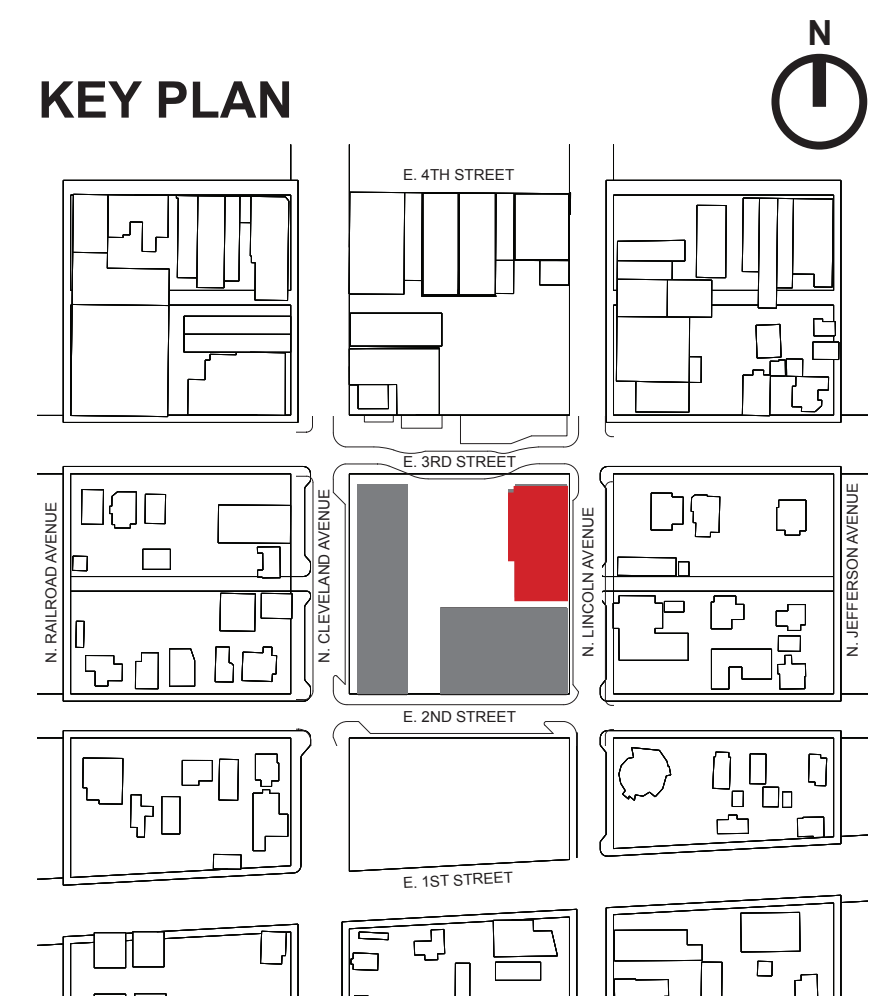 N
KEY PLAN
E. 4TH STREET
E. 3RD STREET
N. RAILROAD AVENUE
N. CLEVELAND AVENUE
N. LINCOLN AVENUE
N. JEFFERSON AVENUE
E. 2ND STREET
E. 1ST STREET